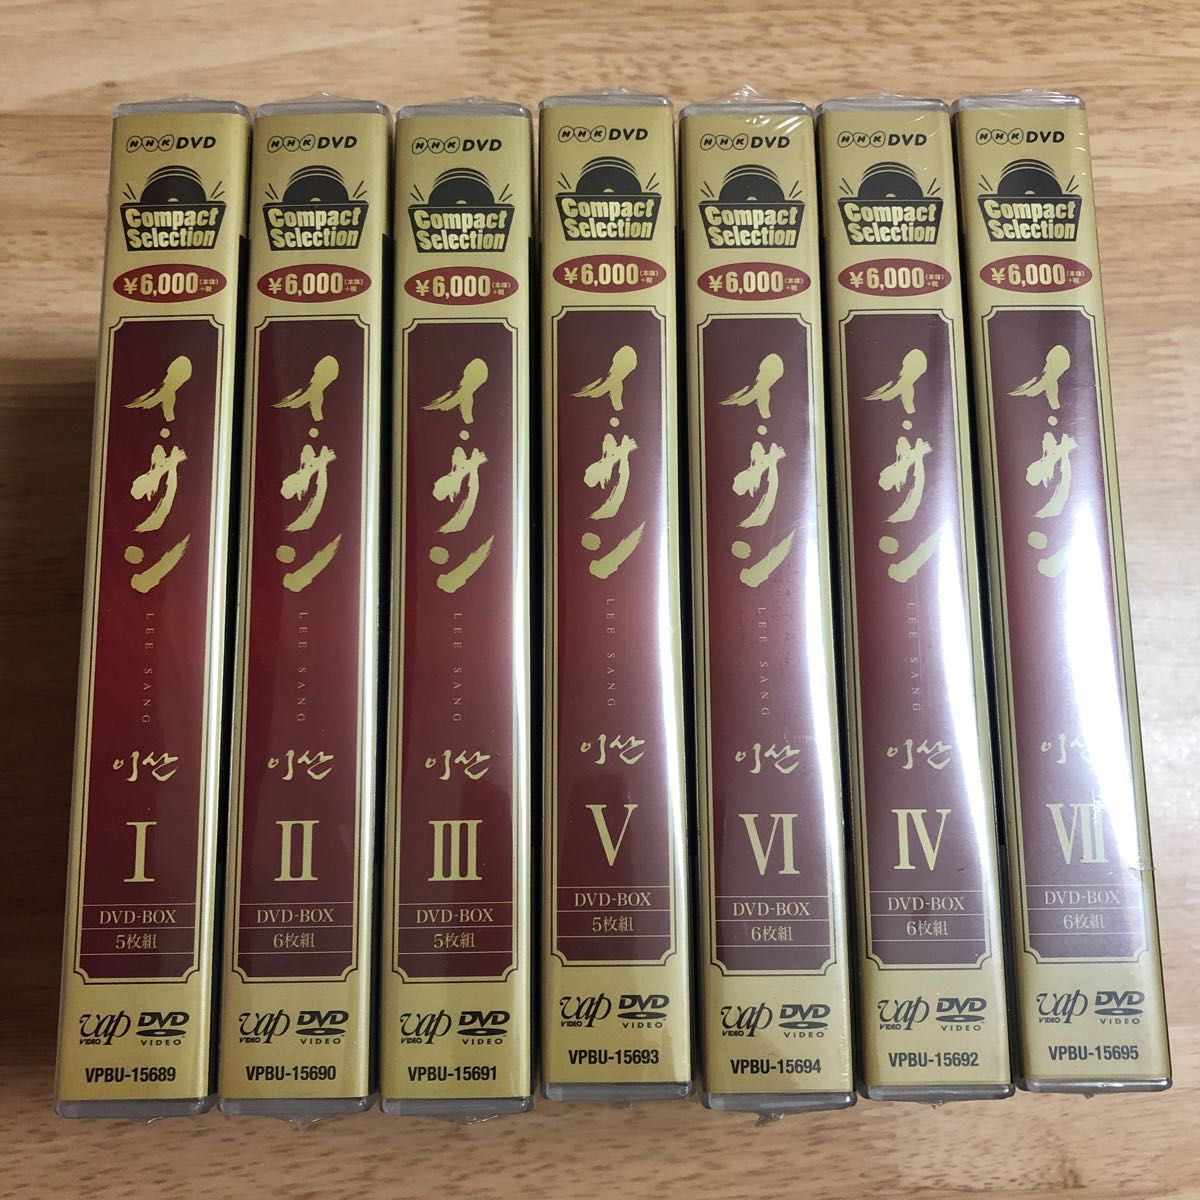 NHK DVD
Compact
Selection
¥6,000(本体)+税
イ・サン
LEE SANG
이산
I
DVD-BOX
5枚組
vap VIDEO DVD VIDEO
VPBU-15689
NHK DVD
Compact
Selection
¥6,000(本体)+税
イ・サン
LEE SANG
이산
II
DVD-BOX
6枚組
vap VIDEO DVD VIDEO
VPBU-15690
NHK DVD
Compact
Selection
¥6,000(本体)+税
イ・サン
LEE SANG
이산
III
DVD-BOX
5枚組
vap VIDEO DVD VIDEO
VPBU-15691
NHK DVD
Compact
Selection
¥6,000(本体)+税
イ・サン
LEE SANG
이산
V
DVD-BOX
5枚組
vap VIDEO DVD VIDEO
VPBU-15693
NHK DVD
Compact
Selection
¥6,000(本体)+税
イ・サン
LEE SANG
이산
VI
DVD-BOX
6枚組
vap VIDEO DVD VIDEO
VPBU-15694
NHK DVD
Compact
Selection
¥6,000(本体)+税
イ・サン
LEE SANG
이산
IV
DVD-BOX
6枚組
vap VIDEO DVD VIDEO
VPBU-15692
NHK DVD
Compact
Selection
¥6,000(本体)+税
イ・サン
이산
VII
DVD-BOX
6枚組
vap VIDEO DVD VIDEO
VPBU-15695